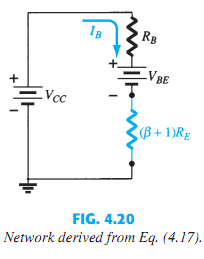 I_B
R_B
+
V_BE
−
+
V_CC
−
(β + 1)R_E
FIG. 4.20
Network derived from Eq. (4.17).